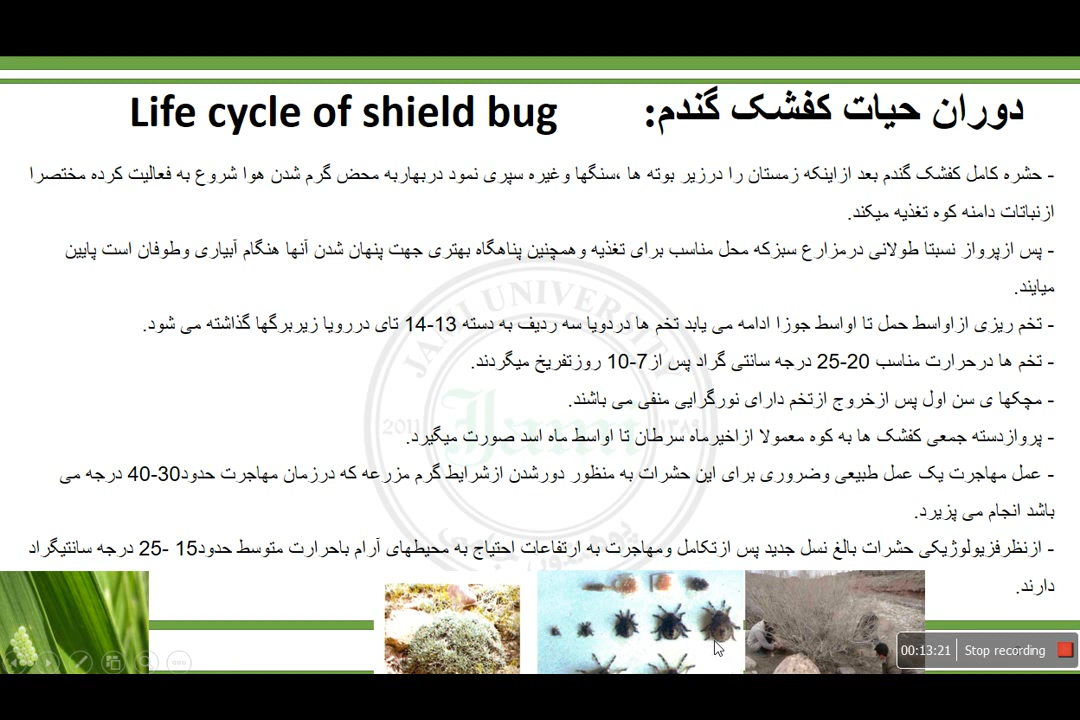 دوران حیات کفشک گندم: Life cycle of shield bug
- حشره کامل کفشک گندم بعد ازاینکه زمستان را درزیر بوته ها ،سنگها وغیره سپری نمود دربهاربه محض گرم شدن هوا شروع به فعالیت کرده مختصرا
ازنباتات دامنه کوه تغذیه میکند.
- پس ازپرواز نسبتا طولانی درمزارع سبزکه محل مناسب برای تغذیه وهمچنین پناهگاه بهتری جهت پنهان شدن آنها هنگام آبیاری وطوفان است پایین
میایند.
- تخم ریزی ازاواسط حمل تا اواسط جوزا ادامه می یابد تخم ها دردویا سه ردیف به دسته 13-14 تای دررویا زیربرگها گذاشته می شود.
- تخم ها درحرارت مناسب 20-25 درجه سانتی گراد پس از7-10 روزتفریخ میگردند.
- مچکها ی سن اول پس ازخروج ازتخم دارای نورگرایی منفی می باشند.
- پروازدسته جمعی کفشک ها به کوه معمولا ازاخیرماه سرطان تا اواسط ماه اسد صورت میگیرد.
- عمل مهاجرت یک عمل طبیعی وضروری برای این حشرات به منظور دورشدن ازشرایط گرم مزرعه که درزمان مهاجرت حدود30-40 درجه می
باشد انجام می پزیرد.
- ازنظرفزیولوژیکی حشرات بالغ نسل جدید پس ازتکامل ومهاجرت به ارتفاعات احتیاج به محیطهای آرام باحرارت متوسط حدود15 -25 درجه سانتیگراد
دارند.
JAMI UNIVERSITY
2011 Jami ۱۳۸۹
00:13:21 Stop recording